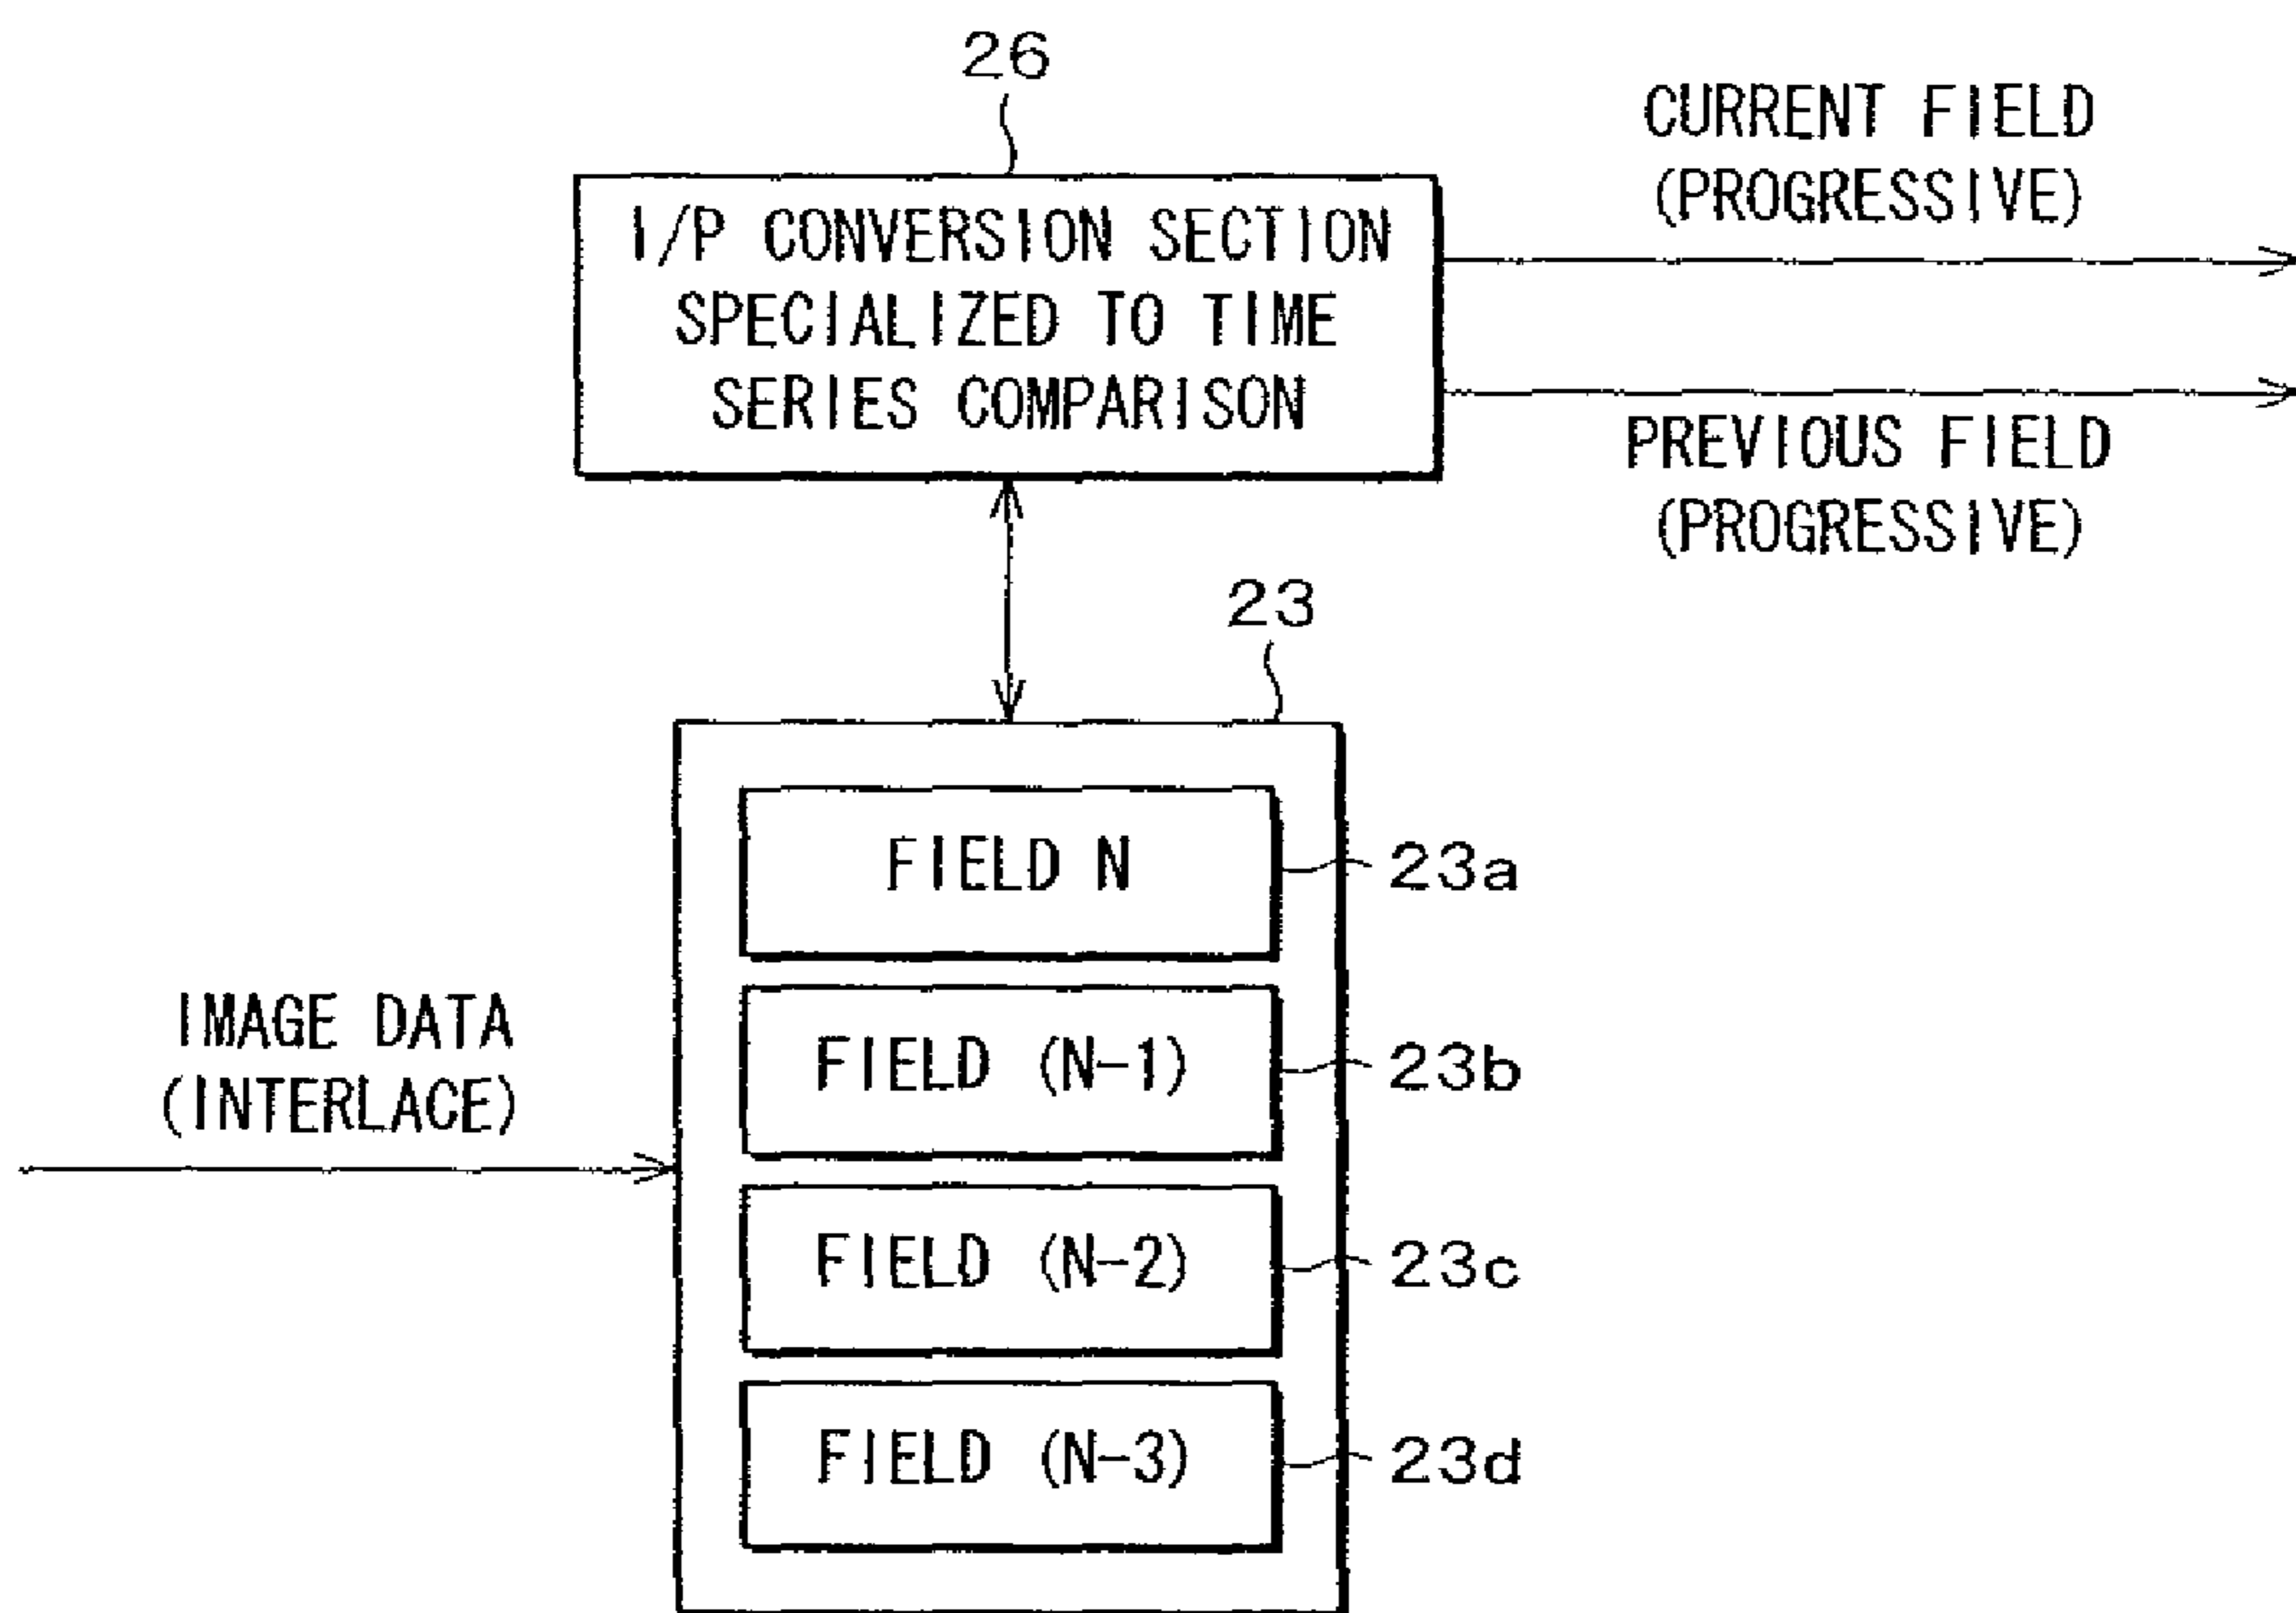 26
I/P CONVERSION SECTION
SPECIALIZED TO TIME
SERIES COMPARISON
CURRENT FIELD
(PROGRESSIVE)
PREVIOUS FIELD
(PROGRESSIVE)
23
FIELD N
23a
FIELD (N-1)
23b
FIELD (N-2)
23c
FIELD (N-3)
23d
IMAGE DATA
(INTERLACE)